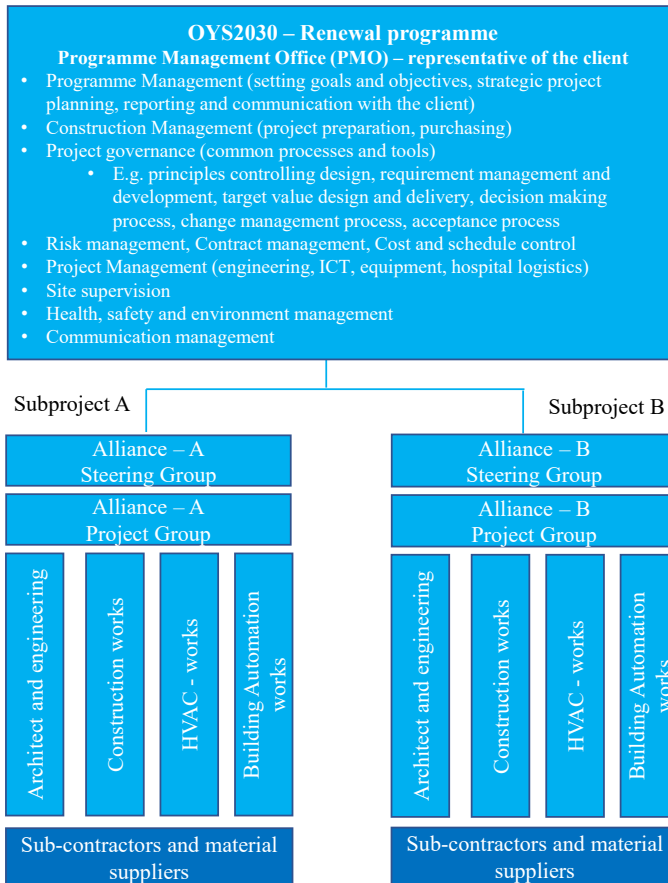 OYS2030 – Renewal programme
Programme Management Office (PMO) – representative of the client
• Programme Management (setting goals and objectives, strategic project
planning, reporting and communication with the client)
• Construction Management (project preparation, purchasing)
• Project governance (common processes and tools)
• E.g. principles controlling design, requirement management and
development, target value design and delivery, decision making
process, change management process, acceptance process
• Risk management, Contract management, Cost and schedule control
• Project Management (engineering, ICT, equipment, hospital logistics)
• Site supervision
• Health, safety and environment management
• Communication management
Subproject A
Subproject B
Alliance – A
Steering Group
Alliance – A
Project Group
Architect and engineering
Construction works
HVAC - works
Building Automation
works
Sub-contractors and material
suppliers
Alliance – B
Steering Group
Alliance – B
Project Group
Architect and engineering
Construction works
HVAC - works
Building Automation
works
Sub-contractors and material
suppliers